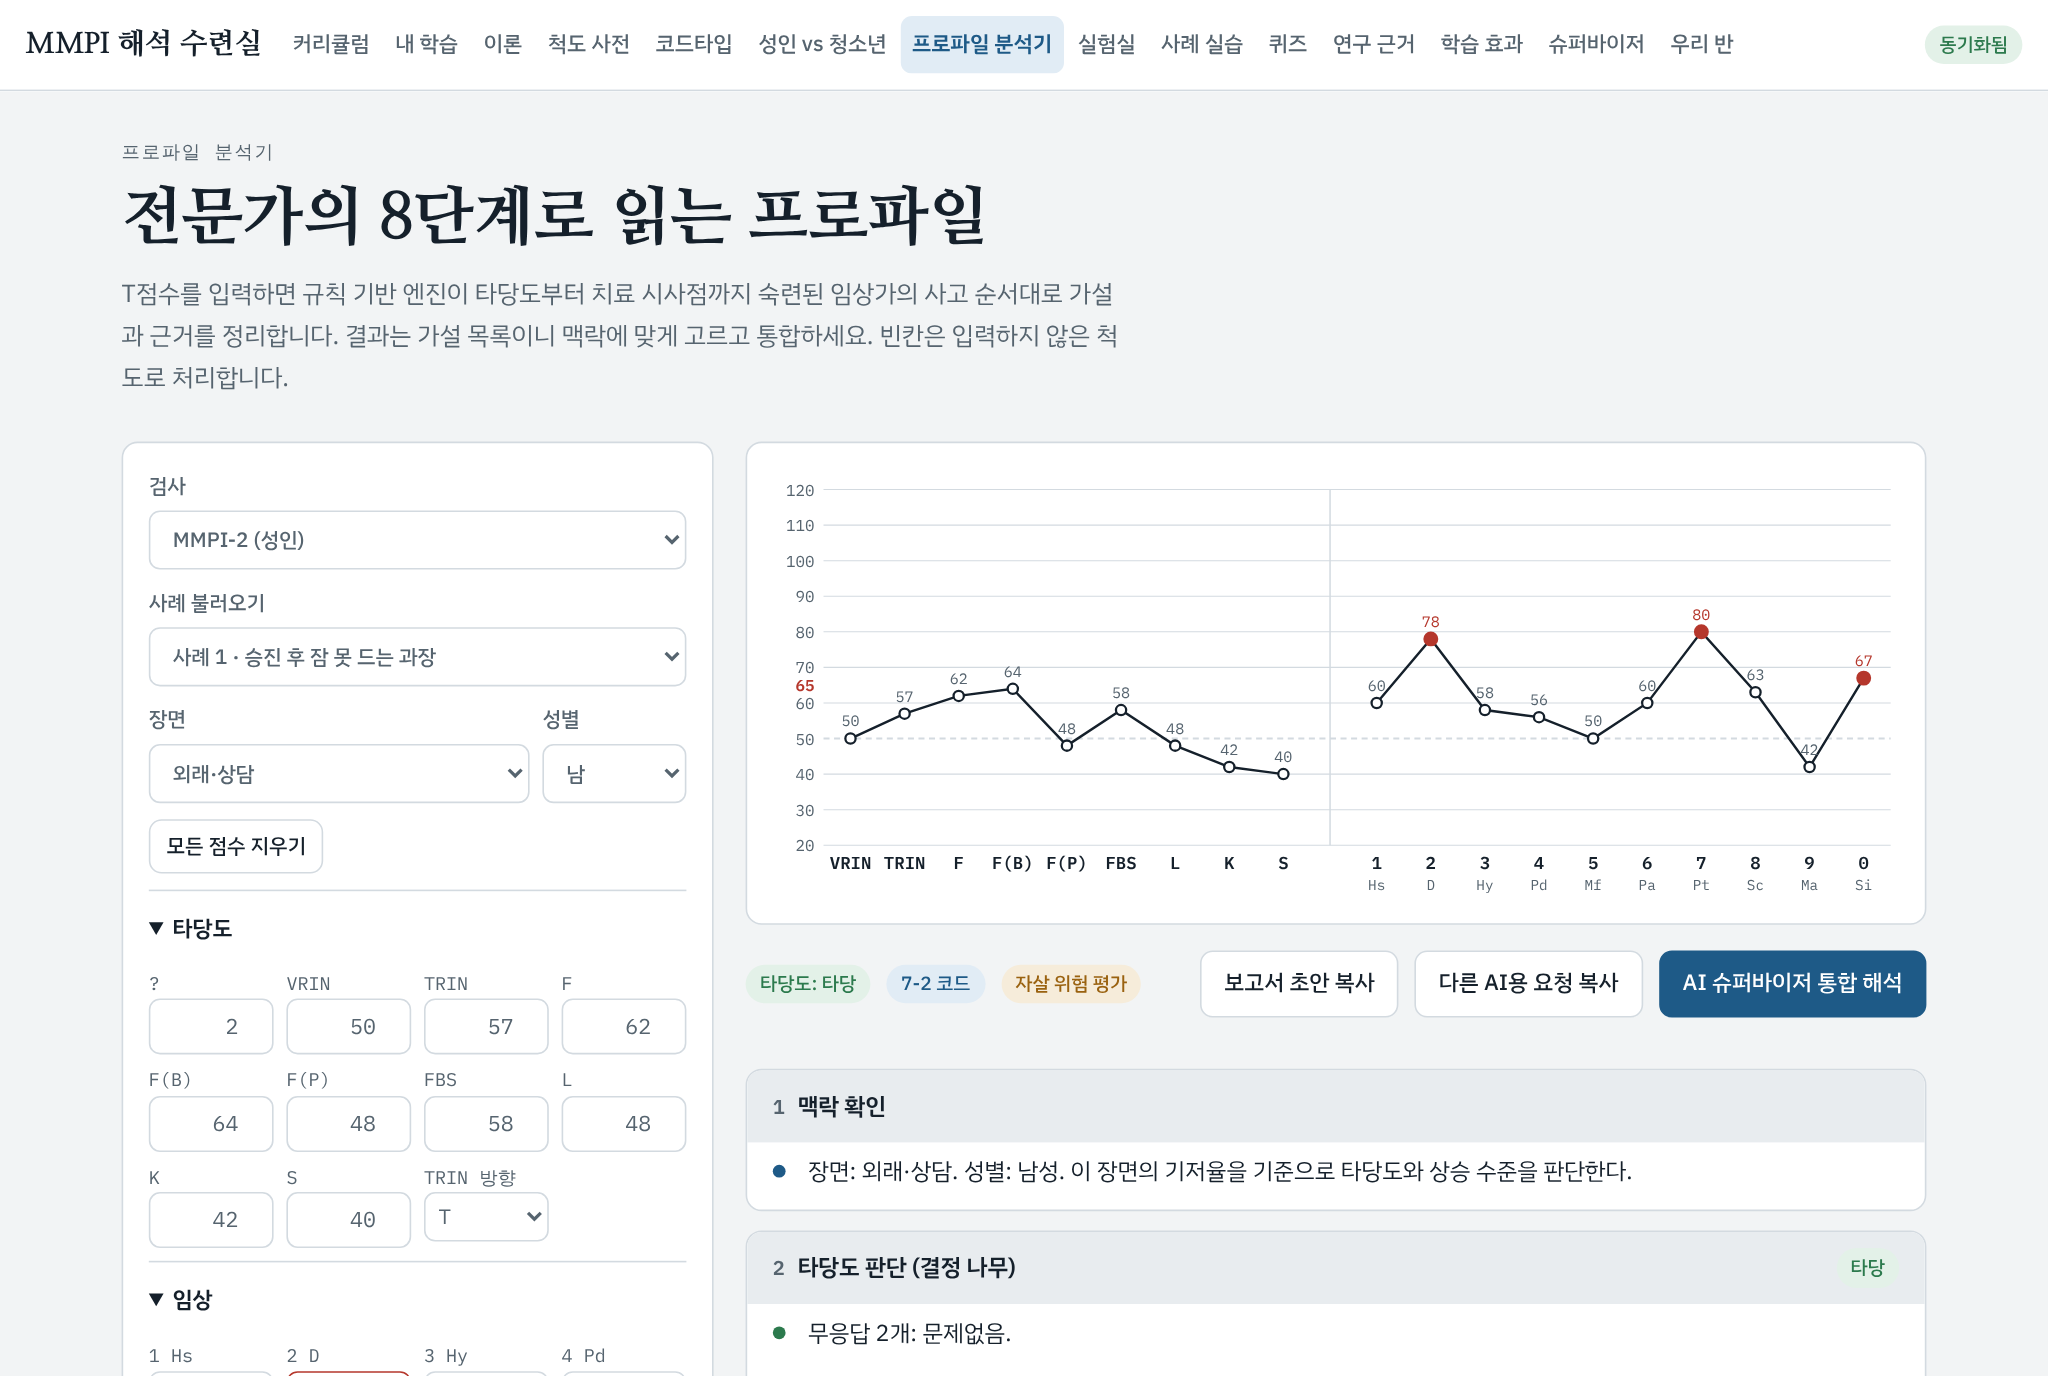 MMPI 해석 수련실 커리큘럼 내 학습 이론 척도 사전 코드타입 성인 vs 청소년 프로파일 분석기 실험실 사례 실습 퀴즈 연구 근거 학습 효과 슈퍼바이저 우리 반 동기화됨
프로파일 분석기
전문가의 8단계로 읽는 프로파일
T점수를 입력하면 규칙 기반 엔진이 타당도부터 치료 시사점까지 숙련된 임상가의 사고 순서대로 가설
과 근거를 정리합니다. 결과는 가설 목록이니 맥락에 맞게 고르고 통합하세요. 빈칸은 입력하지 않은 척
도로 처리합니다.
검사
MMPI-2 (성인)
사례 불러오기
사례 1 · 승진 후 잠 못 드는 과장
장면 성별
외래·상담 남
모든 점수 지우기
▼ 타당도
? VRIN TRIN F
2 50 57 62
F(B) F(P) FBS L
64 48 58 48
K S TRIN 방향
42 40 T
▼ 임상
1 Hs 2 D 3 Hy 4 Pd
120
110
100
90
80
70
65
60
50
40
30
20
50 57 62 64 48 58 48 42 40 60 78 58 56 50 60 80 63 42 67
VRIN TRIN F F(B) F(P) FBS L K S 1 2 3 4 5 6 7 8 9 0
Hs D Hy Pd Mf Pa Pt Sc Ma Si
타당도: 타당 7-2 코드 자살 위험 평가 보고서 초안 복사 다른 AI용 요청 복사 AI 슈퍼바이저 통합 해석
1 맥락 확인
장면: 외래·상담. 성별: 남성. 이 장면의 기저율을 기준으로 타당도와 상승 수준을 판단한다.
2 타당도 판단 (결정 나무) 타당
무응답 2개: 문제없음.